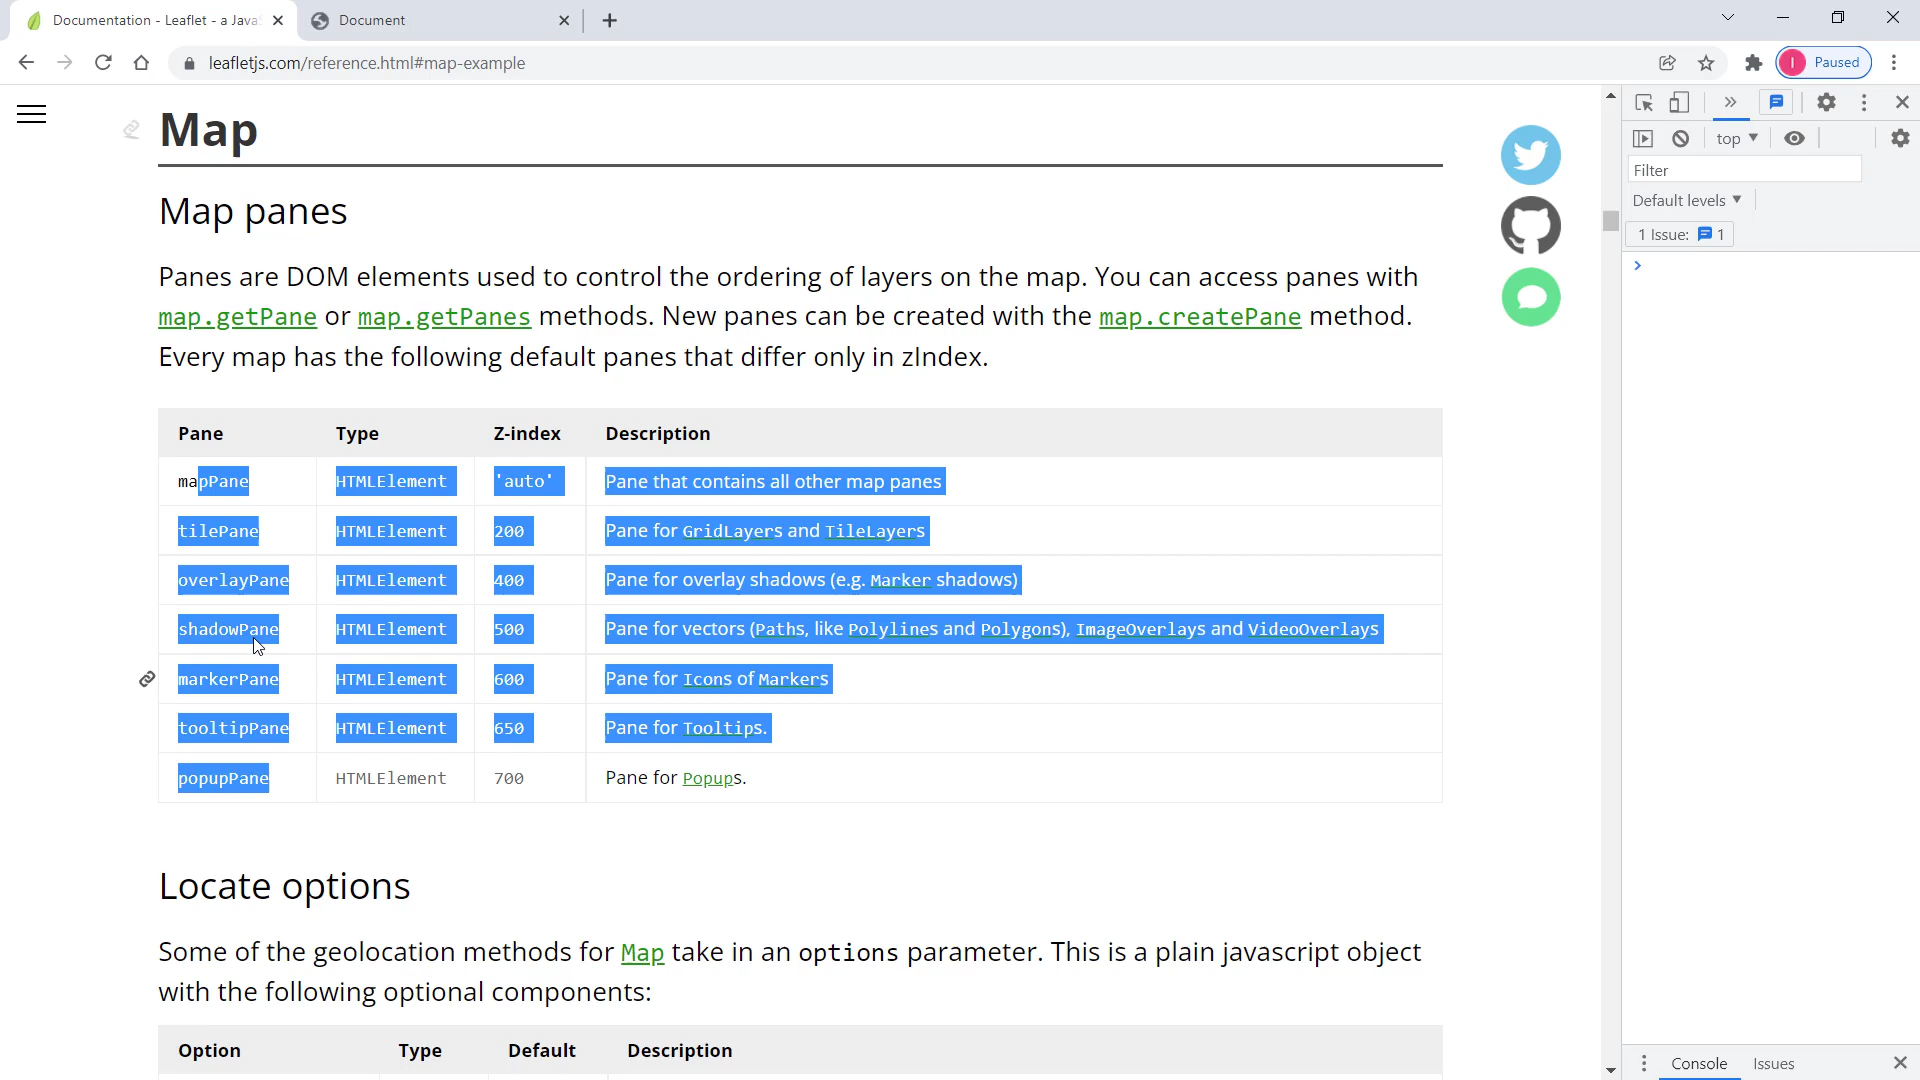 Documentation - Leaflet - a JavaS
Document
leafletjs.com/reference.html#map-example
I Paused
Map
Map panes
Panes are DOM elements used to control the ordering of layers on the map. You can access panes with
map.getPane or map.getPanes methods. New panes can be created with the map.createPane method.
Every map has the following default panes that differ only in zIndex.
Pane Type Z-index Description
mapPane HTMLElement 'auto' Pane that contains all other map panes
tilePane HTMLElement 200 Pane for GridLayers and TileLayers
overlayPane HTMLElement 400 Pane for overlay shadows (e.g. Marker shadows)
shadowPane HTMLElement 500 Pane for vectors (Paths, like Polylines and Polygons), ImageOverlays and VideoOverlays
markerPane HTMLElement 600 Pane for Icons of Markers
tooltipPane HTMLElement 650 Pane for Tooltips.
popupPane HTMLElement 700 Pane for Popups.
Locate options
Some of the geolocation methods for Map take in an options parameter. This is a plain javascript object
with the following optional components:
Option Type Default Description
top
Filter
Default levels
1 Issue: 1
Console Issues